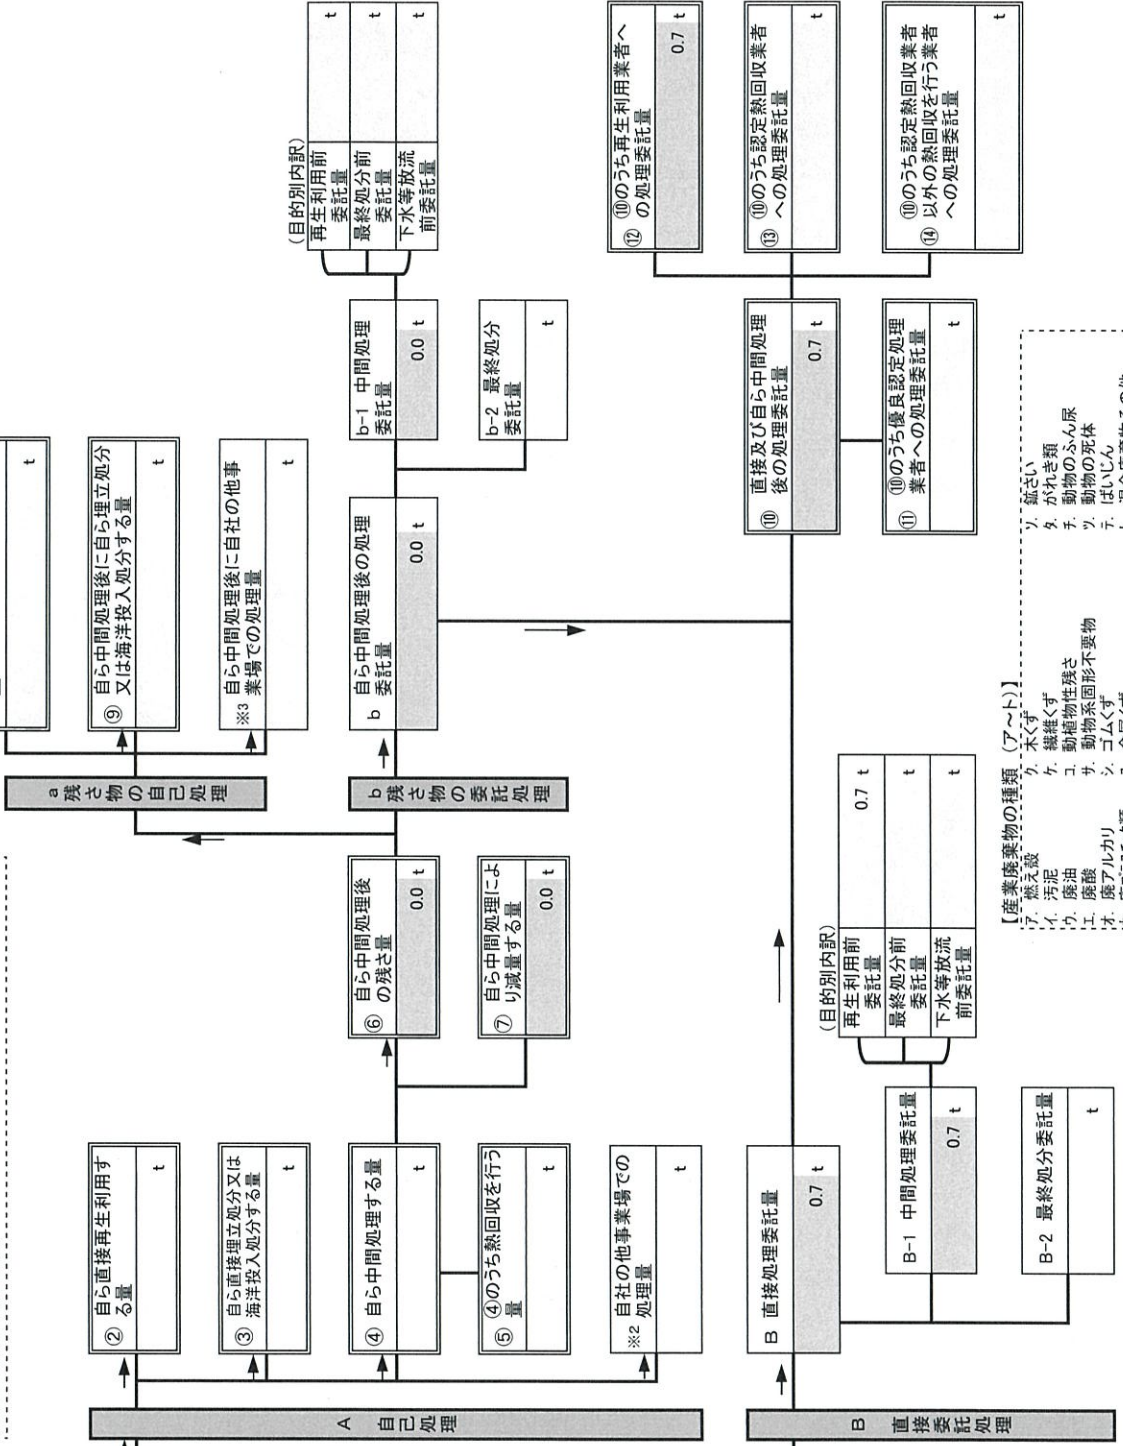 A 自己処理
② 自ら直接再生利用す
る量
t
③ 自ら直接埋立処分又は
海洋投入処分する量
t
④ 自ら中間処理する量
t
⑤ ④のうち熱回収を行う
量
t
※2 自社の他事業場での
処理量
t
⑥ 自ら中間処理後
の残さ量
0.0 t
⑦ 自ら中間処理によ
り減量する量
0.0 t
a 残さ物の自己処理
t
⑨ 自ら中間処理後に自ら埋立処分
又は海洋投入処分する量
t
※3 自ら中間処理後に自社の他事
業場での処理量
t
b 残さ物の委託処理
b 自ら中間処理後の処理
委託量
0.0 t
b-1 中間処理
委託量
0.0 t
b-2 最終処分
委託量
t
(目的別内訳)
再生利用前
委託量
t
最終処分前
委託量
t
下水等放流
前委託量
t
B 直接委託処理
B 直接処理委託量
0.7 t
B-1 中間処理委託量
0.7 t
B-2 最終処分委託量
t
(目的別内訳)
再生利用前
委託量
0.7 t
最終処分前
委託量
t
下水等放流
前委託量
t
⑩ 直接及び自ら中間処理
後の処理委託量
0.7 t
⑪ ⑩のうち優良認定処理
業者への処理委託量
t
⑫ ⑩のうち再生利用業者へ
の処理委託量
0.7 t
⑬ ⑩のうち認定熱回収業者
への処理委託量
t
⑭ ⑩のうち認定熱回収業者
以外の熱回収を行う業者
への処理委託量
t
【産業廃棄物の種類 (ア～ト)】
ア. 燃え殻
イ. 汚泥
ウ. 廃油
エ. 廃酸
オ. 廃アルカリ
ク. 木くず
ケ. 繊維くず
コ. 動植物性残さ
サ. 動物系固形不要物
シ. ゴムくず
ソ. 鉱さい
タ. がれき類
チ. 動物のふん尿
ツ. 動物の死体
テ. ばいじん